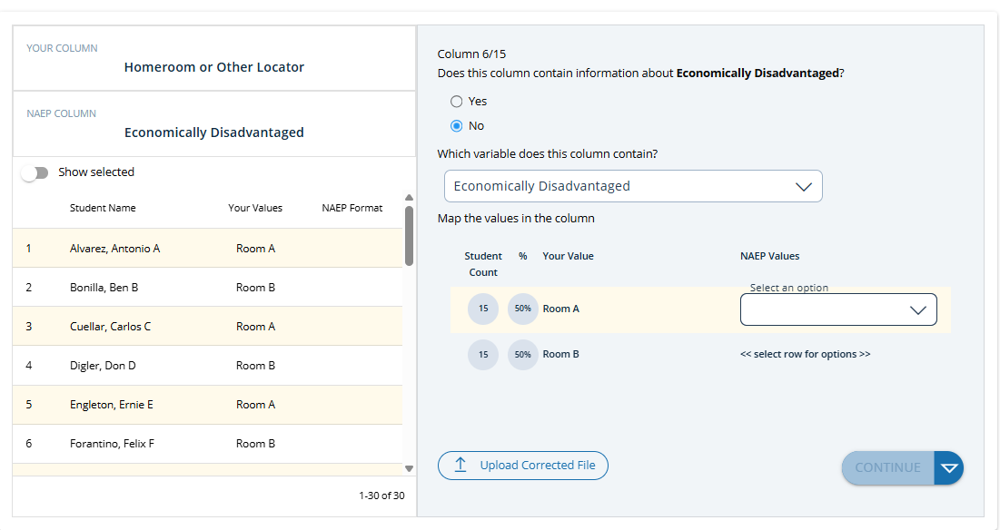 YOUR COLUMN
Homeroom or Other Locator
NAEP COLUMN
Economically Disadvantaged
Show selected
Student Name Your Values NAEP Format
1 Alvarez, Antonio A Room A
2 Bonilla, Ben B Room B
3 Cuellar, Carlos C Room A
4 Digler, Don D Room B
5 Engleton, Ernie E Room A
6 Forantino, Felix F Room B
1-30 of 30
Column 6/15
Does this column contain information about Economically Disadvantaged?
Yes
No
Which variable does this column contain?
Economically Disadvantaged
Map the values in the column
Student % Your Value NAEP Values
Count
Select an option
15 50% Room A
15 50% Room B << select row for options >>
Upload Corrected File
CONTINUE